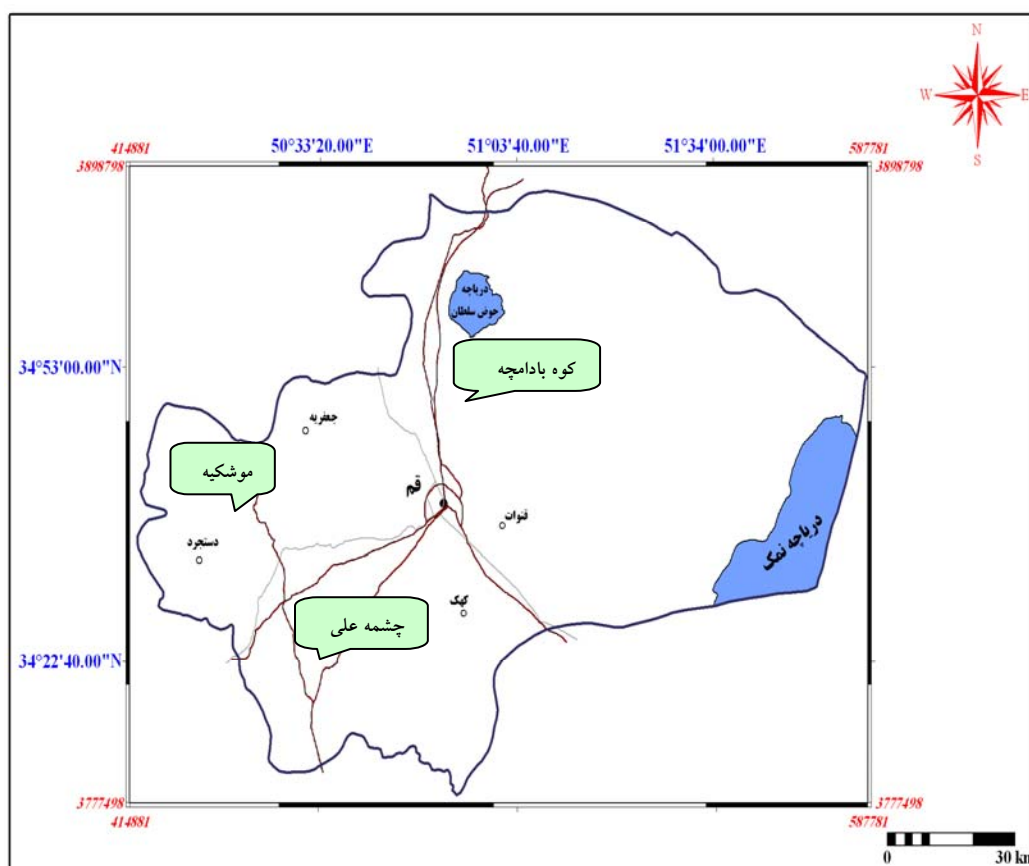 N
W
E
S
414881
50°33'20.00"E
51°03'40.00"E
51°34'00.00"E
587781
3898798
3898798
دریاچه
حوض سلطان
34°53'00.00"N
کوه بادامچه
جعفریه
موشکیه
قم
قنوات
دریاچه نمک
دستجرد
چشمه علی
کهک
34°22'40.00"N
3777498
3777498
414881
587781
0
30 km